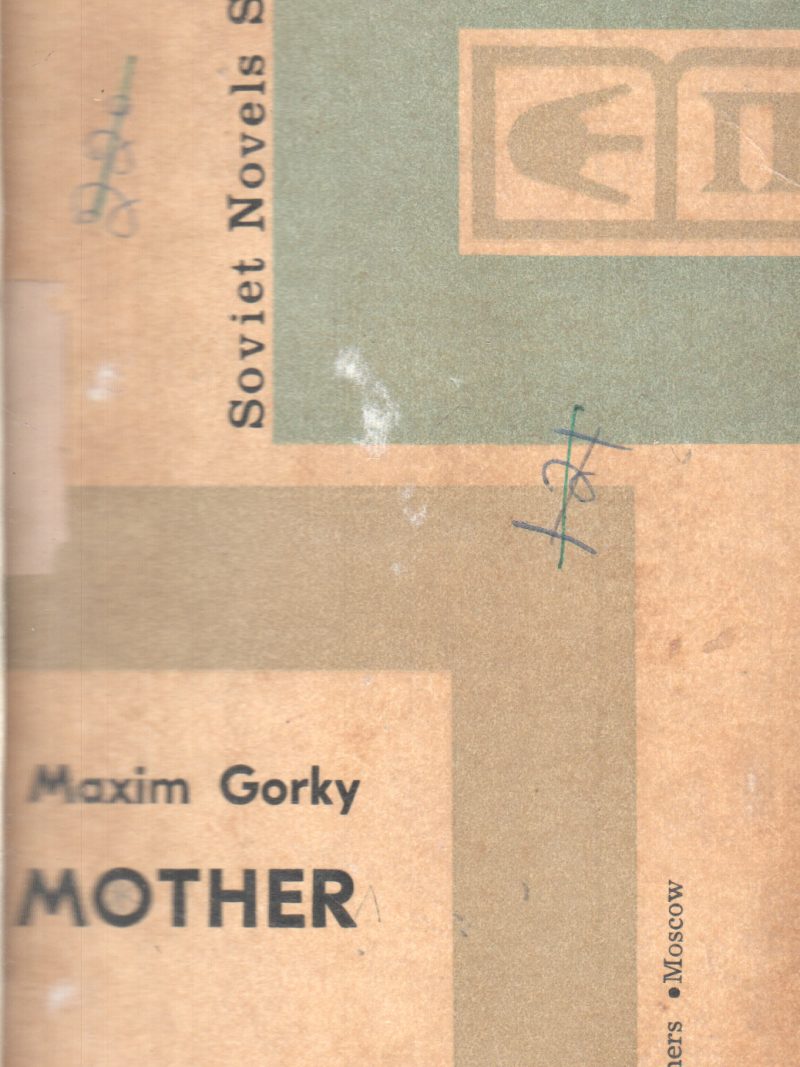 Soviet Novels S
Maxim Gorky
MOTHER
ners •Moscow